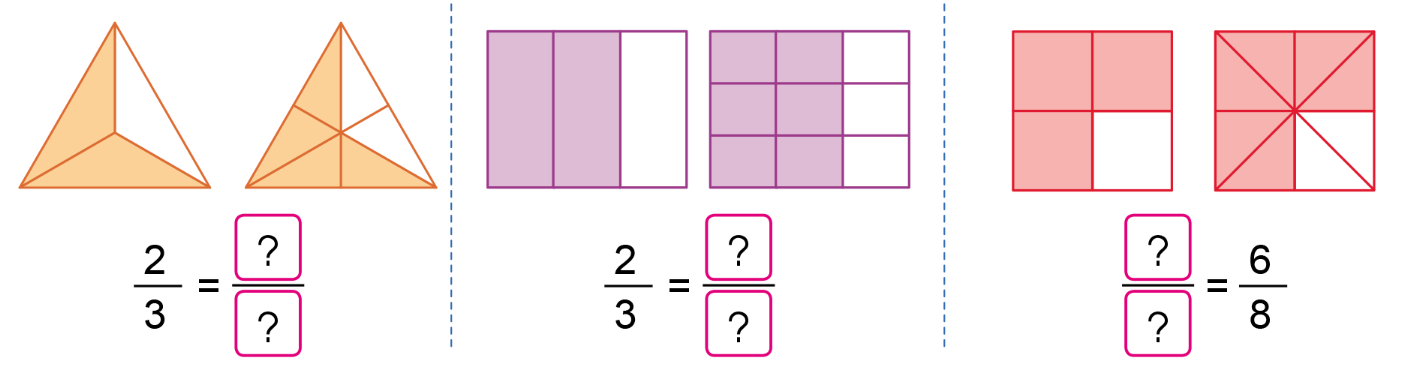 2/3 = ?/?
2/3 = ?/?
?/? = 6/8